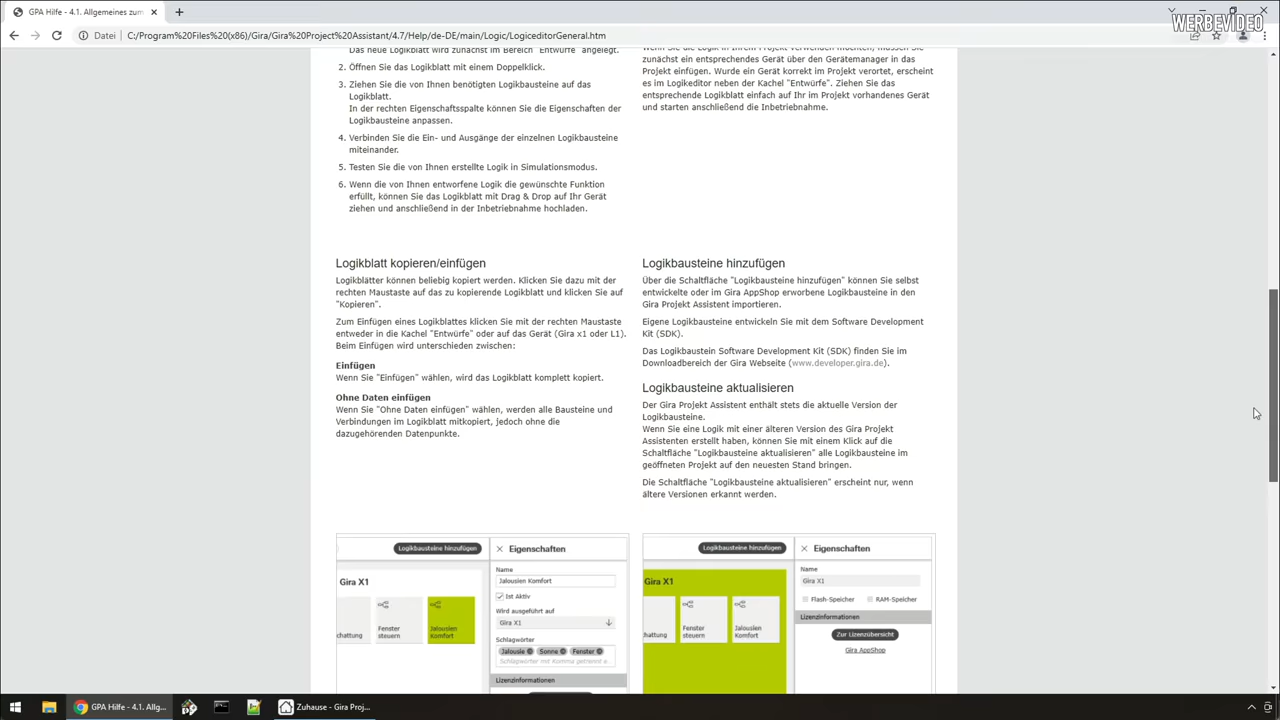 GPA Hilfe - 4.1. Allgemeines zum
WERBEVIDEO
Datei
C:/Program%20Files%20(x86)/Gira/Gira%20Project%20Assistant/4.7/Help/de-DE/main/Logic/LogiceditorGeneral.htm
Das neue Logikblatt wird zunächst im Bereich "Entwürfe" angelegt.
2. Öffnen Sie das Logikblatt mit einem Doppelklick.
3. Ziehen Sie die von Ihnen benötigten Logikbausteine auf das
Logikblatt.
In der rechten Eigenschaftsspalte können Sie die Eigenschaften der
Logikbausteine anpassen.
4. Verbinden Sie die Ein- und Ausgänge der einzelnen Logikbausteine
miteinander.
5. Testen Sie die von Ihnen erstellte Logik in Simulationsmodus.
6. Wenn die von Ihnen entworfene Logik die gewünschte Funktion
erfüllt, können Sie das Logikblatt mit Drag & Drop auf Ihr Gerät
ziehen und anschließend in der Inbetriebnahme hochladen.
Wenn Sie die Logik in Ihrem Projekt verwenden möchten, müssen Sie
zunächst ein entsprechendes Gerät über den Gerätemanager in das
Projekt einfügen. Wurde ein Gerät korrekt im Projekt verortet, erscheint
es im Logikeditor neben der Kachel "Entwürfe". Ziehen Sie das
entsprechende Logikblatt einfach auf Ihr im Projekt vorhandenes Gerät
und starten anschließend die Inbetriebnahme.
Logikblatt kopieren/einfügen
Logikblätter können beliebig kopiert werden. Klicken Sie dazu mit der
rechten Maustaste auf das zu kopierende Logikblatt und klicken Sie auf
"Kopieren".
Zum Einfügen eines Logikblattes klicken Sie mit der rechten Maustaste
entweder in die Kachel "Entwürfe" oder auf das Gerät (Gira x1 oder L1).
Beim Einfügen wird unterschieden zwischen:
Einfügen
Wenn Sie "Einfügen" wählen, wird das Logikblatt komplett kopiert.
Ohne Daten einfügen
Wenn Sie "Ohne Daten einfügen" wählen, werden alle Bausteine und
Verbindungen im Logikblatt mitkopiert, jedoch ohne die
dazugehörenden Datenpunkte.
Logikbausteine hinzufügen
Über die Schaltfläche "Logikbausteine hinzufügen" können Sie selbst
entwickelte oder im Gira AppShop erworbene Logikbausteine in den
Gira Projekt Assistent importieren.
Eigene Logikbausteine entwickeln Sie mit dem Software Development
Kit (SDK).
Das Logikbaustein Software Development Kit (SDK) finden Sie im
Downloadbereich der Gira Webseite (www.developer.gira.de).
Logikbausteine aktualisieren
Der Gira Projekt Assistent enthält stets die aktuelle Version der
Logikbausteine.
Wenn Sie eine Logik mit einer älteren Version des Gira Projekt
Assistenten erstellt haben, können Sie mit einem Klick auf die
Schaltfläche "Logikbausteine aktualisieren" alle Logikbausteine im
geöffneten Projekt auf den neuesten Stand bringen.
Die Schaltfläche "Logikbausteine aktualisieren" erscheint nur, wenn
ältere Versionen erkannt werden.
Logikbausteine hinzufügen
Eigenschaften
Gira X1
Name
Jalousien Komfort
Ist Aktiv
Wird ausgeführt auf
Gira X1
Schlagwörter
Jalousie Sonne Fenster
Schlagwörter mit Komma getrennt e...
Lizenzinformationen
chattung
Fenster
steuern
Jalousien
Komfort
Logikbausteine hinzufügen
Eigenschaften
Gira X1
Name
Gira X1
Flash-Speicher RAM-Speicher
Lizenzinformationen
Zur Lizenzübersicht
Gira AppShop
chattung
Fenster
steuern
Jalousien
Komfort
GPA Hilfe - 4.1. Allg...
Zuhause - Gira Proj...